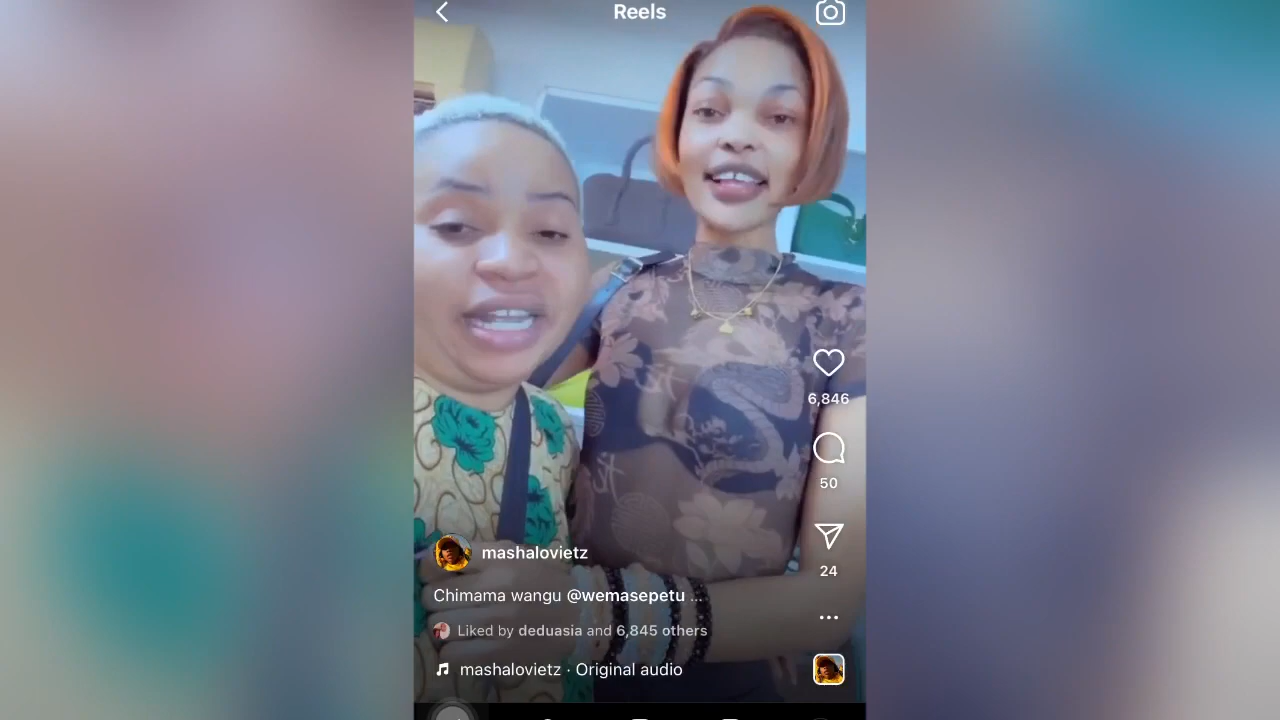 Reels
6,846
50
24
mashalovietz
Chimama wangu @wemasepetu ...
Liked by deduasia and 6,845 others
mashalovietz · Original audio